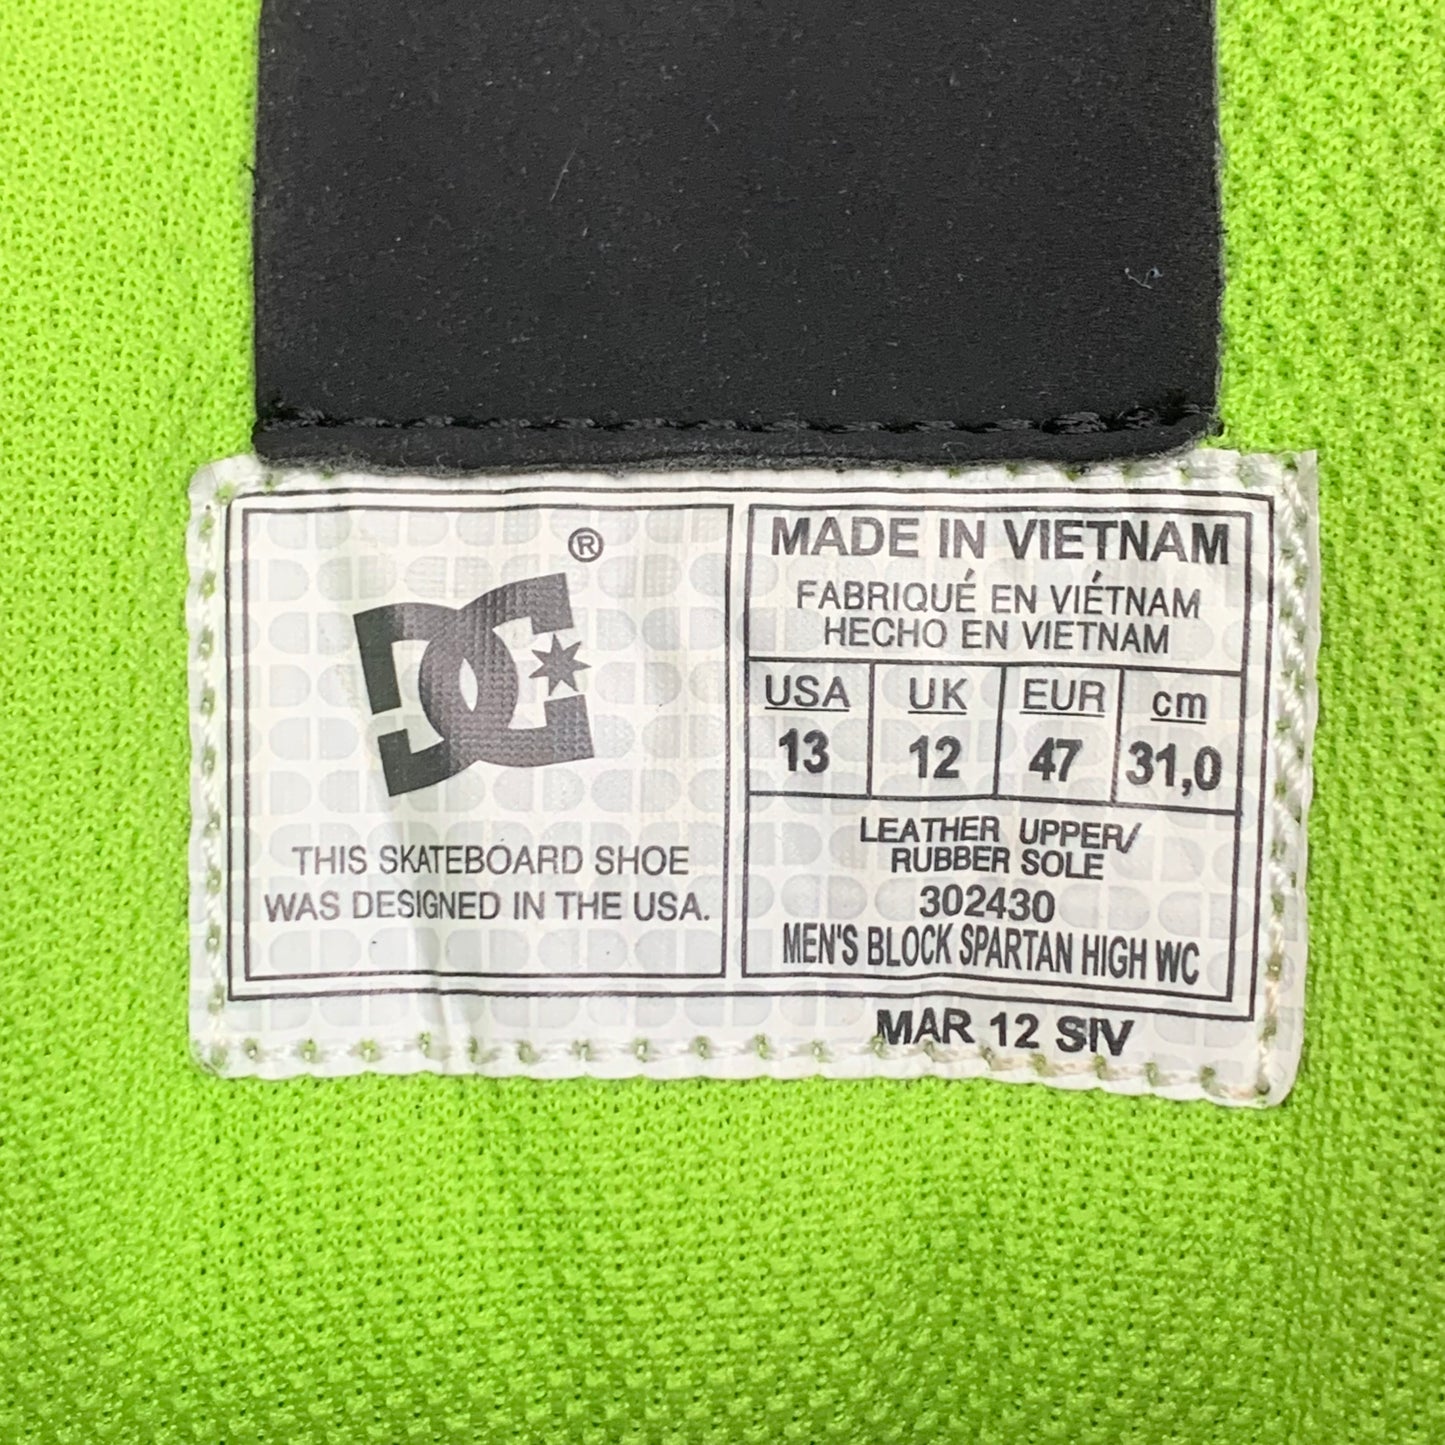 ®
DC
THIS SKATEBOARD SHOE
WAS DESIGNED IN THE USA.
MADE IN VIETNAM
FABRIQUÉ EN VIÉTNAM
HECHO EN VIETNAM
USA UK EUR cm
13 12 47 31,0
LEATHER UPPER/
RUBBER SOLE
302430
MEN'S BLOCK SPARTAN HIGH WC
MAR 12 SIV